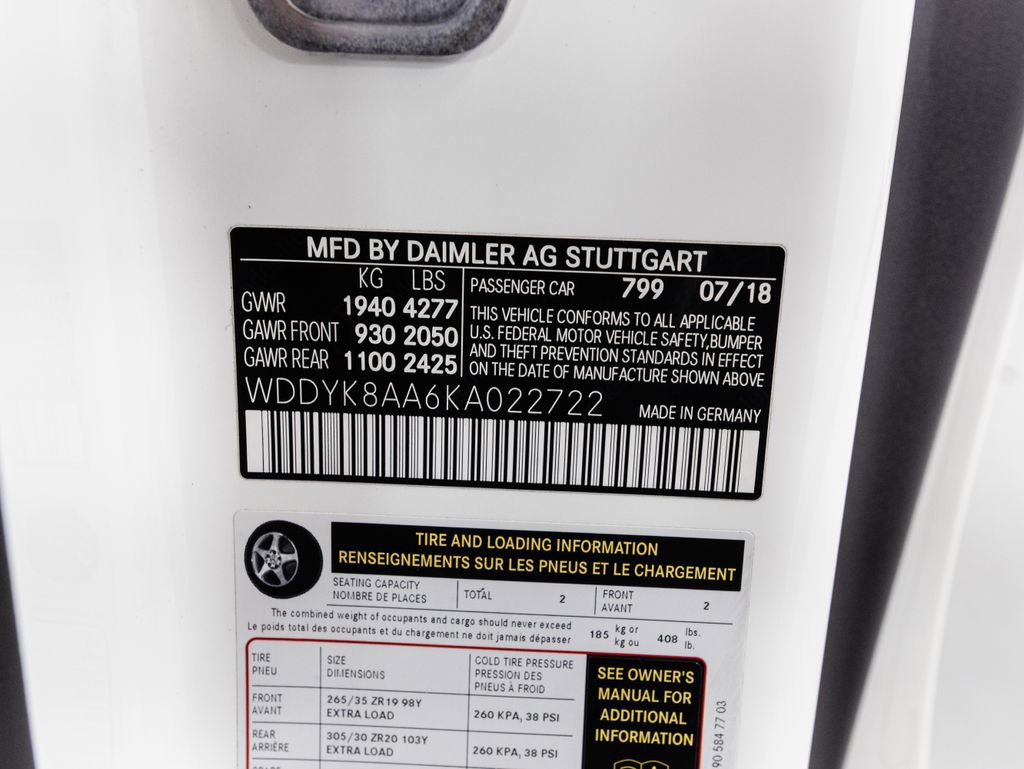 MFD BY DAIMLER AG STUTTGART
KG LBS
GVWR 1940 4277
GAWR FRONT 930 2050
GAWR REAR 1100 2425
PASSENGER CAR 799 07/18
THIS VEHICLE CONFORMS TO ALL APPLICABLE
U.S. FEDERAL MOTOR VEHICLE SAFETY,BUMPER
AND THEFT PREVENTION STANDARDS IN EFFECT
ON THE DATE OF MANUFACTURE SHOWN ABOVE
WDDYK8AA6KA022722
MADE IN GERMANY
TIRE AND LOADING INFORMATION
RENSEIGNEMENTS SUR LES PNEUS ET LE CHARGEMENT
SEATING CAPACITY
NOMBRE DE PLACES
TOTAL 2
FRONT
AVANT
2
The combined weight of occupants and cargo should never exceed
Le poids total des occupants et du chargement ne doit jamais dépasser
185 kg or
kg ou
408 lbs.
lb.
TIRE
PNEU
SIZE
DIMENSIONS
COLD TIRE PRESSURE
PRESSION DES
PNEUS À FROID
FRONT
AVANT
265/35 ZR19 98Y
EXTRA LOAD
260 KPA, 38 PSI
REAR
ARRIÈRE
305/30 ZR20 103Y
EXTRA LOAD
260 KPA, 38 PSI
SEE OWNER'S
MANUAL FOR
ADDITIONAL
INFORMATION
90 584 77 03